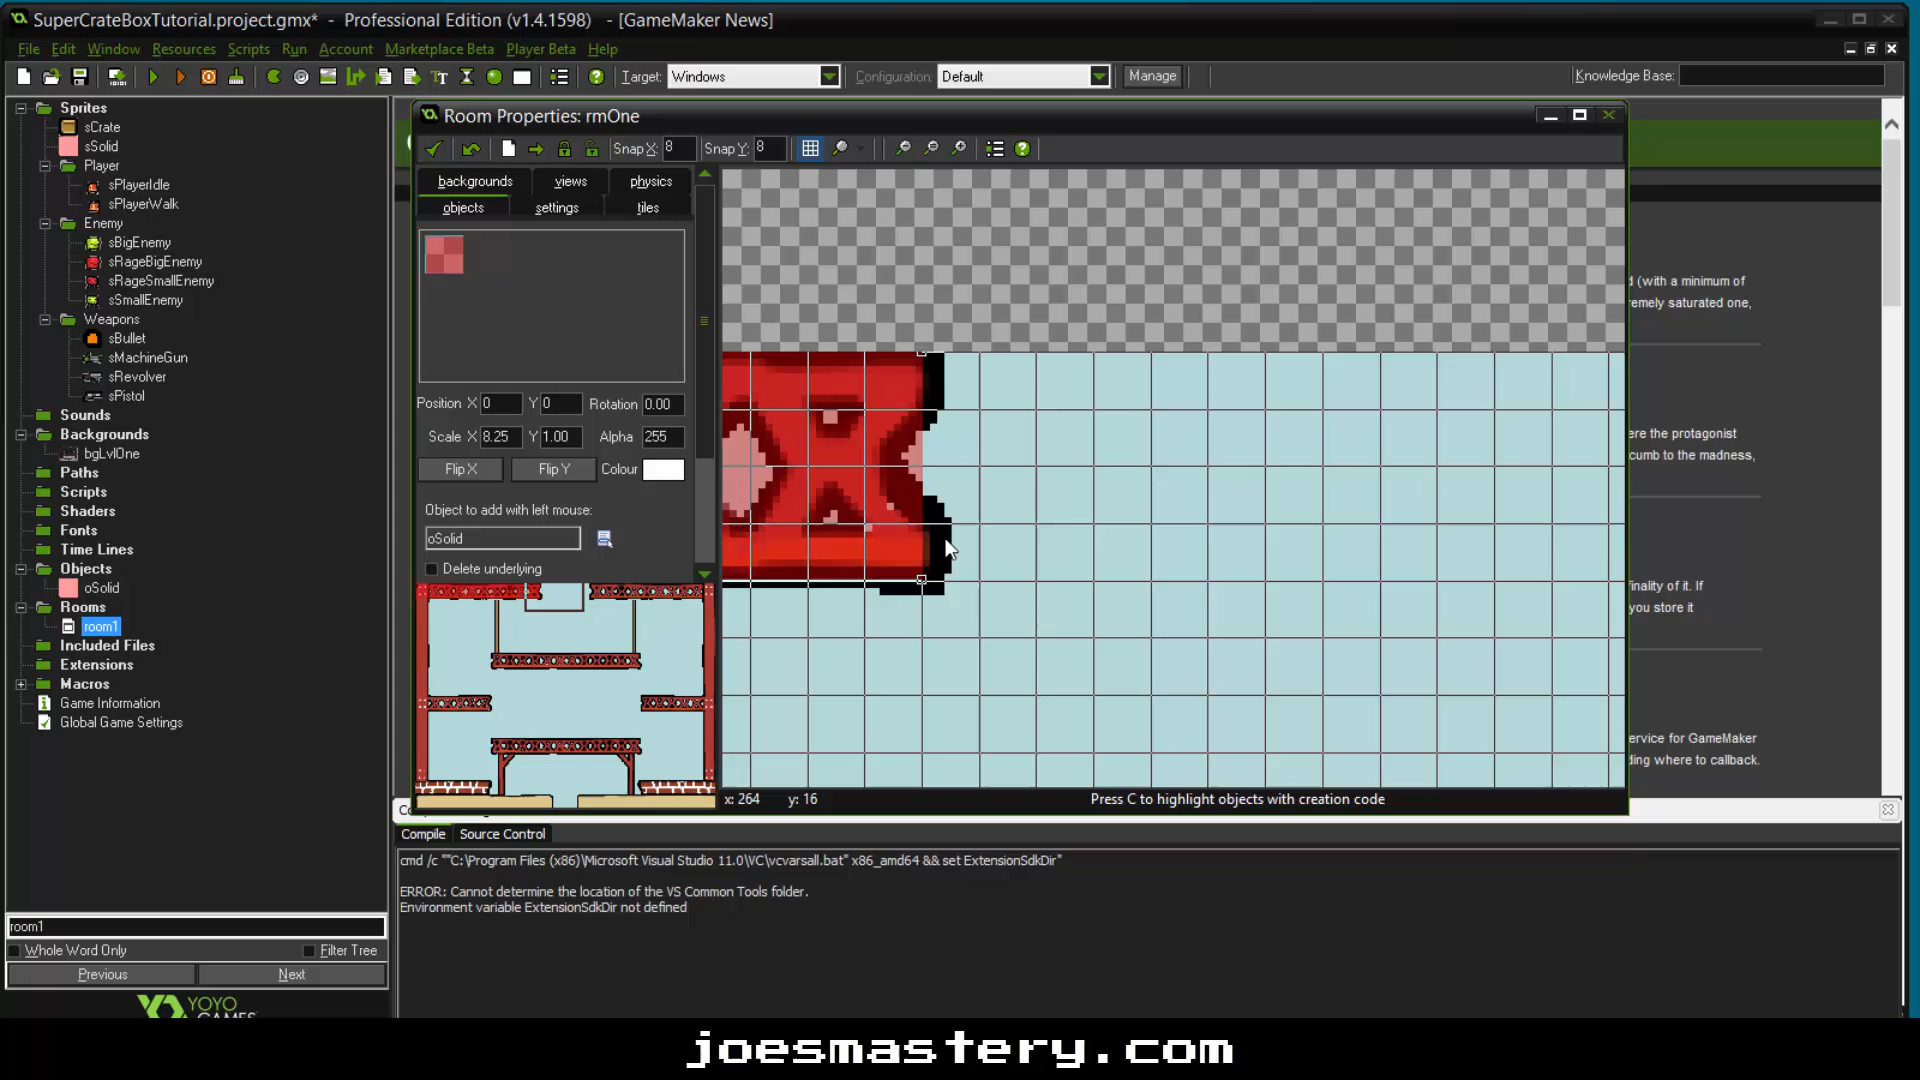 SuperCrateBoxTutorial.project.gmx* - Professional Edition (v1.4.1598) - [GameMaker News]
File Edit Window Resources Scripts Run Account Marketplace Beta Player Beta Help
Target: Windows Configuration: Default Manage Knowledge Base:
Sprites
sCrate
sSolid
Player
sPlayerIdle
sPlayerWalk
Enemy
sBigEnemy
sRageBigEnemy
sRageSmallEnemy
sSmallEnemy
Weapons
sBullet
sMachineGun
sRevolver
sPistol
Sounds
Backgrounds
bgLvlOne
Paths
Scripts
Shaders
Fonts
Time Lines
Objects
oSolid
Rooms
room1
Included Files
Extensions
Macros
Game Information
Global Game Settings
room1
Whole Word Only Filter Tree
Previous Next
YOYO
GAMES
Room Properties: rmOne
Snap X: 8 Snap Y: 8
backgrounds views physics
objects settings tiles
Position X 0 Y 0 Rotation 0.00
Scale X 8.25 Y 1.00 Alpha 255
Flip X Flip Y Colour
Object to add with left mouse:
oSolid
Delete underlying
x: 264 y: 16 Press C to highlight objects with creation code
d (with a minimum of
remely saturated one,
ere the protagonist
cumb to the madness,
finality of it. If
you store it
ervice for GameMaker
ding where to callback.
Compile Source Control
cmd /c ""C:\Program Files (x86)\Microsoft Visual Studio 11.0\VC\vcvarsall.bat" x86_amd64 && set ExtensionSdkDir"
ERROR: Cannot determine the location of the VS Common Tools folder.
Environment variable ExtensionSdkDir not defined
joesmastery.com